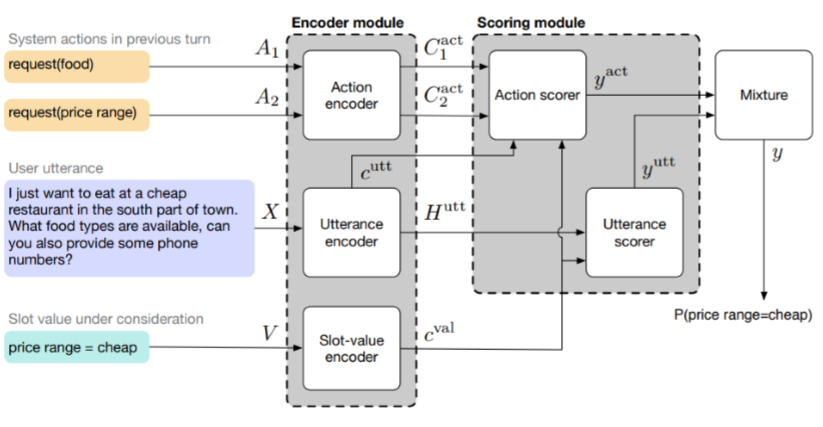 Encoder module
Scoring module
System actions in previous turn
request(food)
A₁
Action
encoder
C₁ᵃᶜᵗ
Action scorer
yᵃᶜᵗ
Mixture
request(price range)
A₂
C₂ᵃᶜᵗ
cᵘᵗᵗ
yᵘᵗᵗ
y
User utterance
I just want to eat at a cheap
restaurant in the south part of town.
What food types are available, can
you also provide some phone
numbers?
X
Utterance
encoder
Hᵘᵗᵗ
Utterance
scorer
Slot value under consideration
price range = cheap
V
Slot-value
encoder
cᵛᵃˡ
P(price range=cheap)